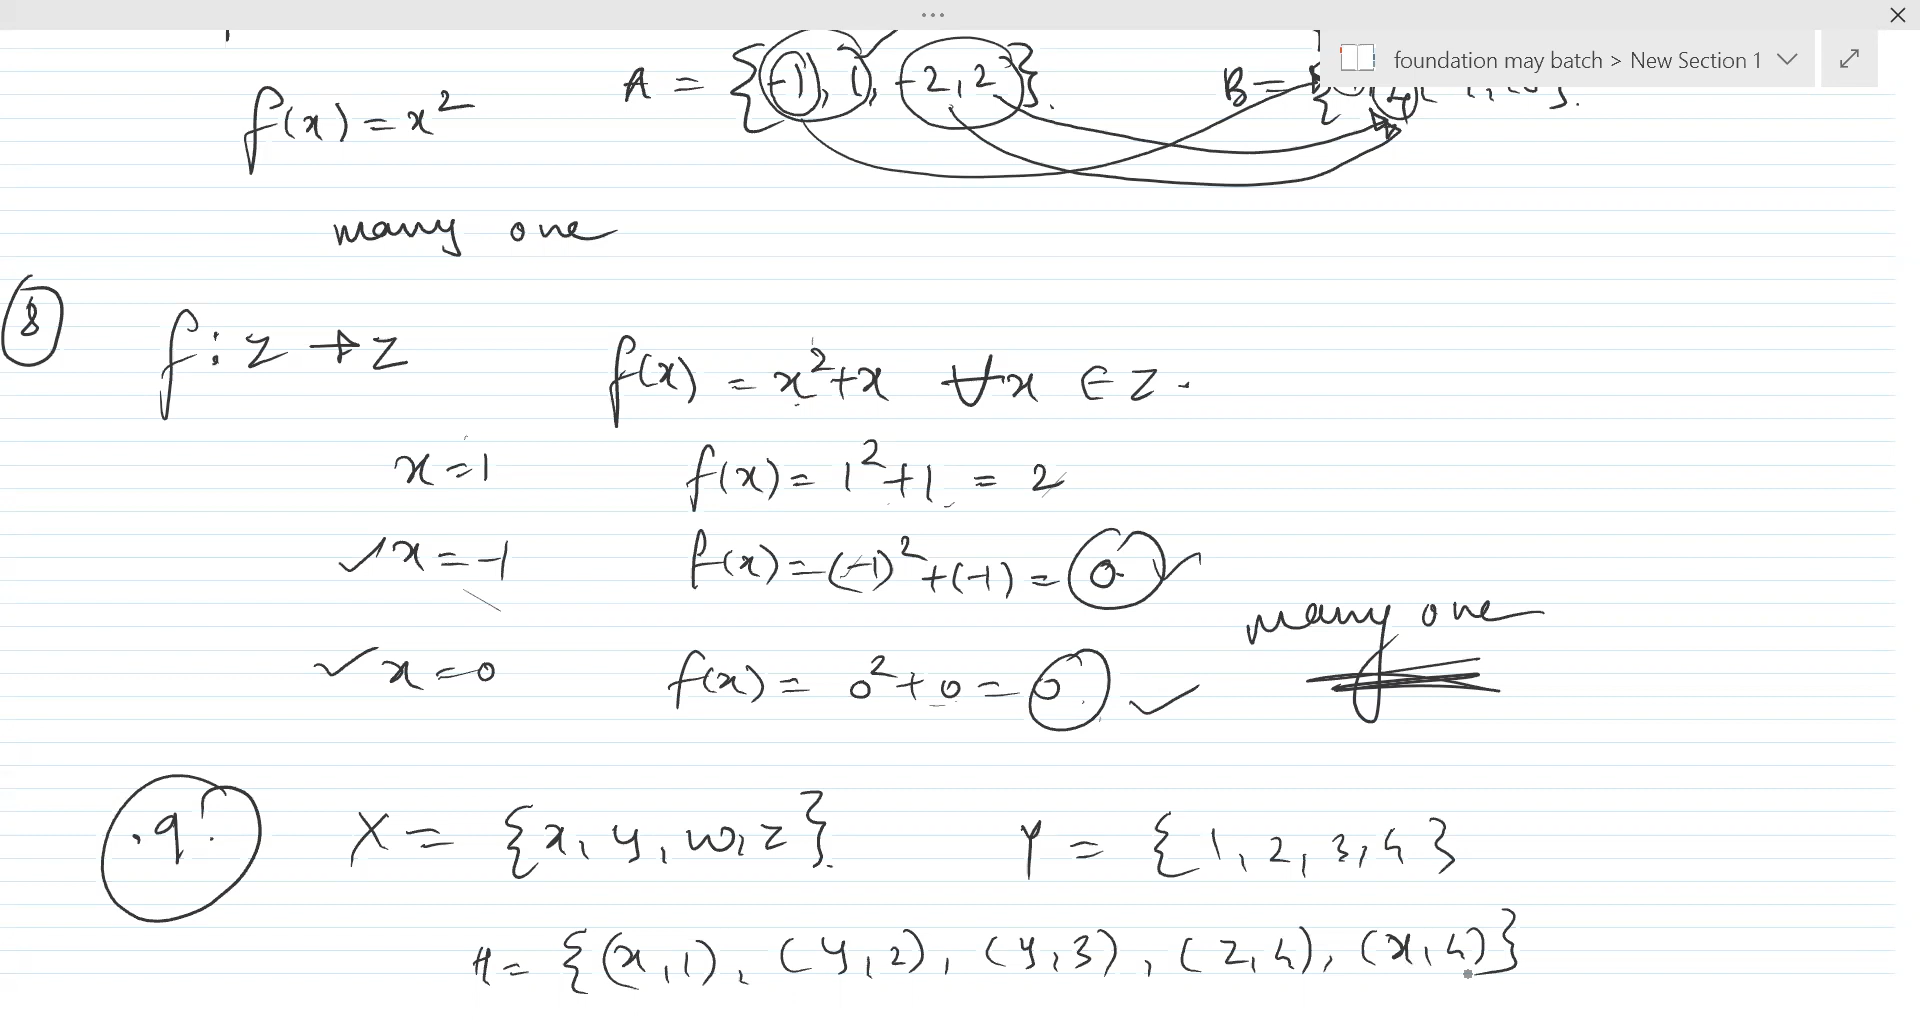 foundation may batch > New Section 1
A = {-1, 1, -2, 2}. B = {
f(x) = x²
many one
8
f: Z → Z f(x) = x²+x ∀x ∈ Z.
x = 1 f(x) = 1²+1 = 2
✓x = -1 f(x) = (-1)²+(-1) = 0 ✓
many one
✓x = 0 f(x) = 0²+0 = 0 ✓
9. X = {x, y, w, z}. Y = {1, 2, 3, 4}
H = {(x,1), (y,2), (y,3), (z,4), (x,4)}